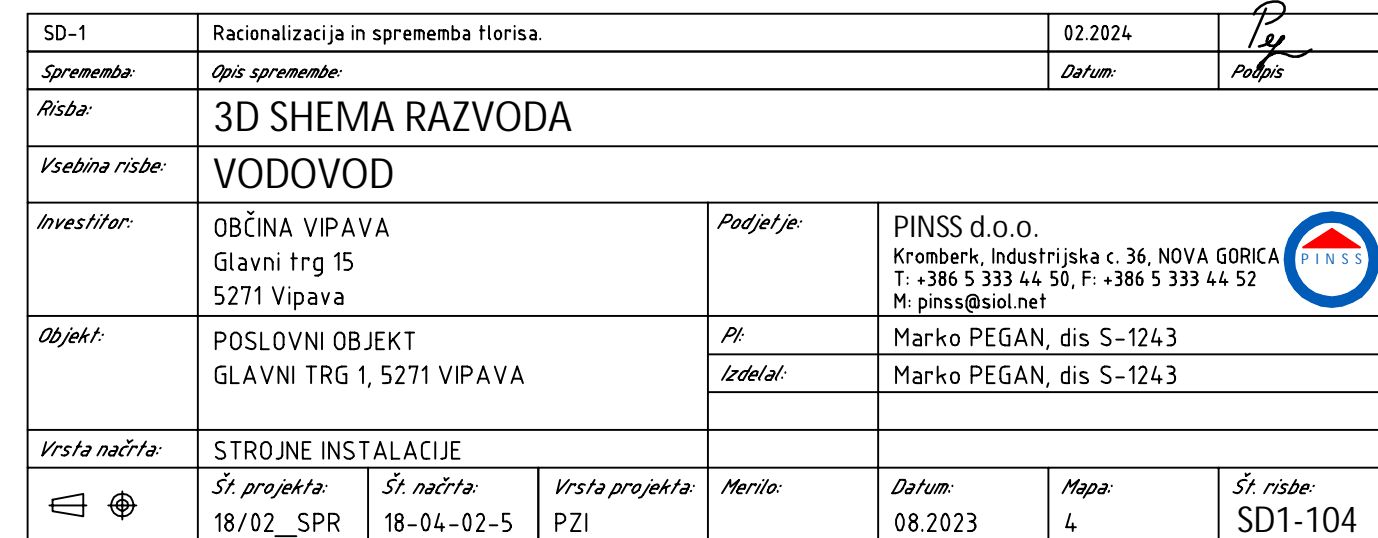 SD-1 Racionalizacija in sprememba tlorisa. 02.2024
Sprememba: Opis spremembe: Datum: Podpis
Risba: 3D SHEMA RAZVODA
Vsebina risbe: VODOVOD
Investitor:
OBČINA VIPAVA
Glavni trg 15
5271 Vipava
Podjetje:
PINSS d.o.o.
Kromberk, Industrijska c. 36, NOVA GORICA
T: +386 5 333 44 50, F: +386 5 333 44 52
M: pinss@siol.net
PINSS
Objekt:
POSLOVNI OBJEKT
GLAVNI TRG 1, 5271 VIPAVA
PI: Marko PEGAN, dis S-1243
Izdelal: Marko PEGAN, dis S-1243
Vrsta načrta: STROJNE INSTALACIJE
Št. projekta: Št. načrta: Vrsta projekta: Merilo: Datum: Mapa: Št. risbe:
18/02_SPR 18-04-02-5 PZI 08.2023 4 SD1-104